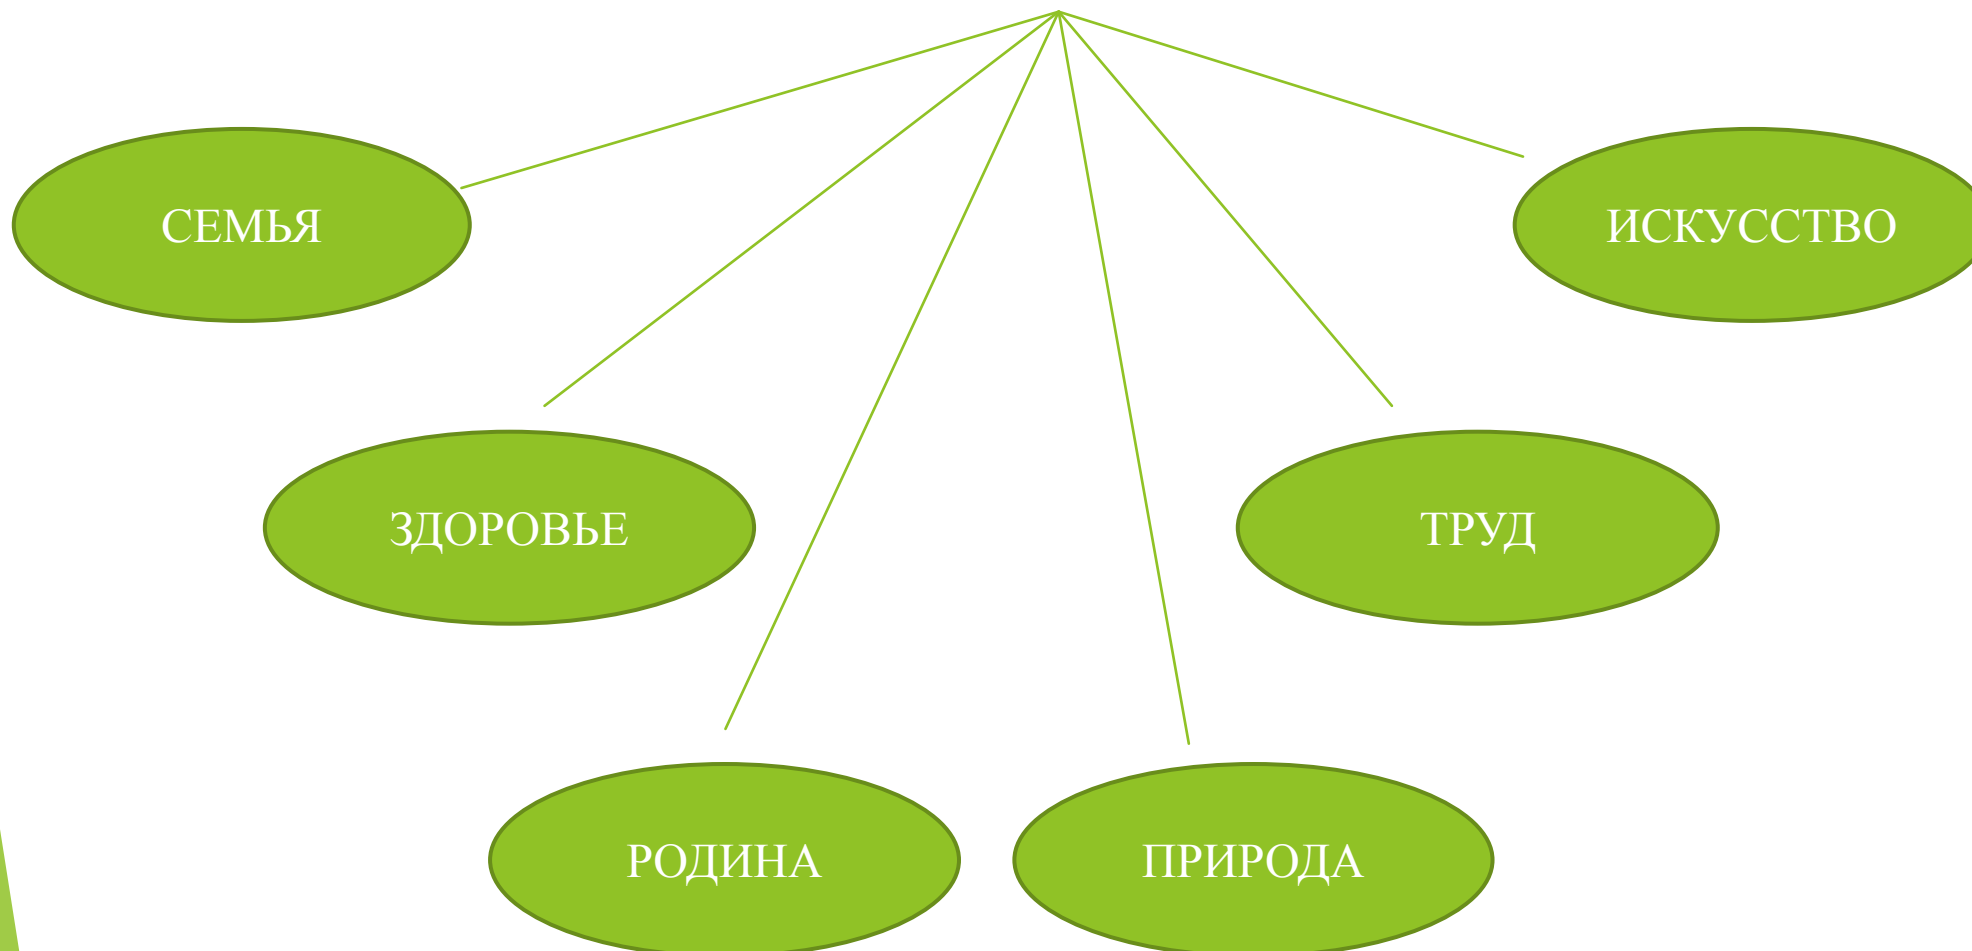 СЕМЬЯ
ИСКУССТВО
ЗДОРОВЬЕ
ТРУД
РОДИНА
ПРИРОДА